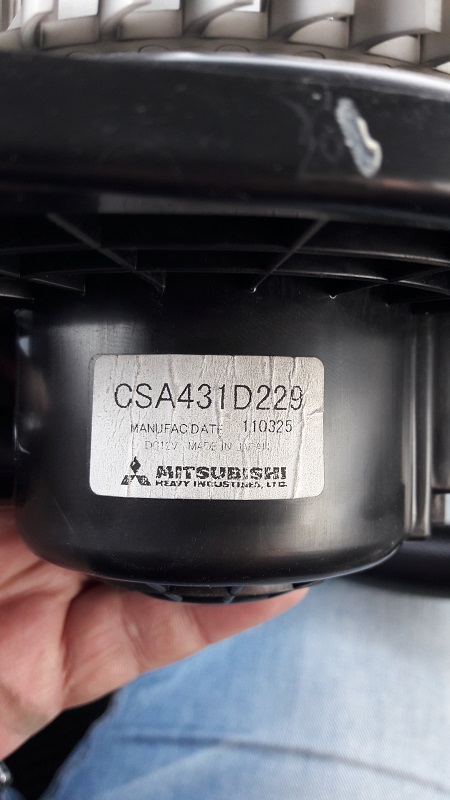 CSA431D229
MANUFAC.DATE 110325
DC12V MADE IN JAPAN
MITSUBISHI
HEAVY INDUSTRIES, LTD.